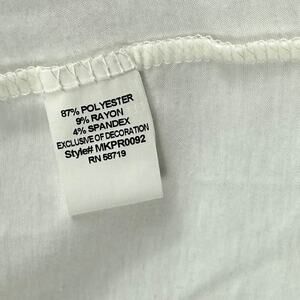 87% POLYESTER
9% RAYON
4% SPANDEX
EXCLUSIVE OF DECORATION
Style# MKPR0092
RN 58719